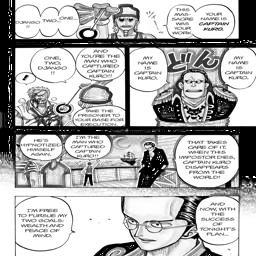 YOUR
NAME IS
CAPTAIN
KURO.
THIS
MAS-
SACRE
WAS
YOUR
WORK.
ONE...
TWO...
DJANGO
MY
NAME
IS
CAPTAIN
KURO.
どん
MY
NAME IS
CAPTAIN
KURO.
AND
YOU'RE
THE MAN
WHO
CAPTURED
CAPTAIN
KURO!!
TAKE THE
PRISONER TO
YOUR BASE FOR
EXECUTION.
ONE,
TWO,
DJANGO!
THAT TAKES
CARE OF IT.
WHEN THIS
IMPOSTOR DIES,
CAPTAIN KURO
DISAPPEARS
FROM THE
WORLD!
I'M THE
MAN WHO
CAPTURED
CAPTAIN
KURO!!
HE'S
HYPNOTIZED
HIMSELF
AGAIN.
AND
NOW, WITH
THE
SUCCESS
OF
TONIGHT'S
PLAN...
I'M FREE
TO PURSUE MY
TWO GOALS:
WEALTH AND
PEACE OF
MIND.